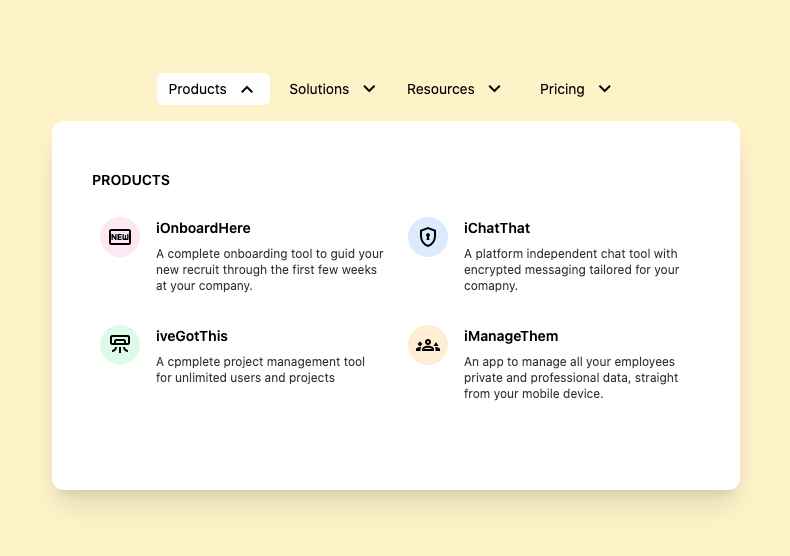 Products
Solutions
Resources
Pricing
PRODUCTS
iOnboardHere
A complete onboarding tool to guid your
new recruit through the first few weeks
at your company.
iChatThat
A platform independent chat tool with
encrypted messaging tailored for your
comapny.
iveGotThis
A cpmplete project management tool
for unlimited users and projects
iManageThem
An app to manage all your employees
private and professional data, straight
from your mobile device.
NEW